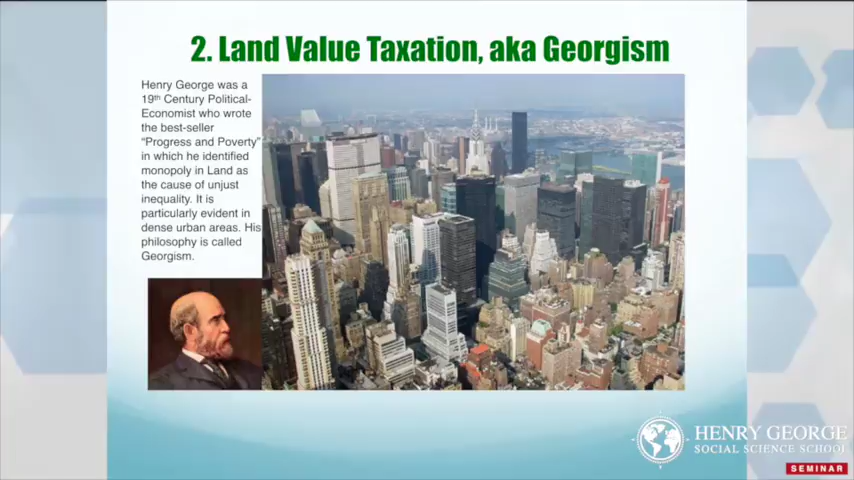 2. Land Value Taxation, aka Georgism
Henry George was a
19th Century Political-
Economist who wrote
the best-seller
“Progress and Poverty”
in which he identified
monopoly in Land as
the cause of unjust
inequality. It is
particularly evident in
dense urban areas. His
philosophy is called
Georgism.
HENRY GEORGE
SOCIAL SCIENCE SCHOOL
SEMINAR